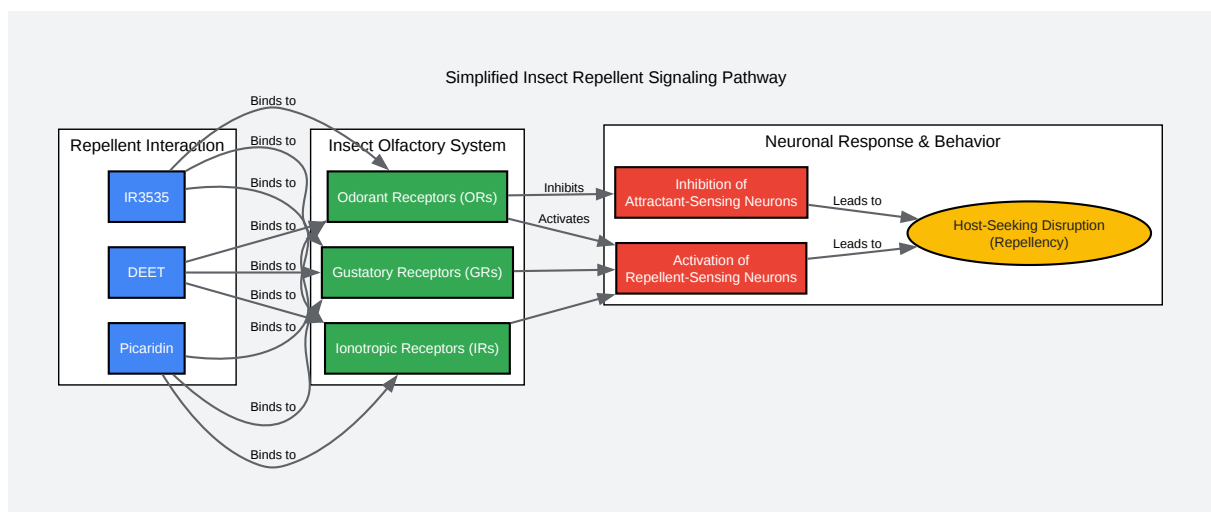 Simplified Insect Repellent Signaling Pathway
Repellent Interaction
IR3535
DEET
Picaridin
Binds to
Binds to
Binds to
Binds to
Binds to
Binds to
Binds to
Binds to
Binds to
Insect Olfactory System
Odorant Receptors (ORs)
Gustatory Receptors (GRs)
Ionotropic Receptors (IRs)
Inhibits
Activates
Neuronal Response & Behavior
Inhibition of
Attractant-Sensing Neurons
Activation of
Repellent-Sensing Neurons
Leads to
Leads to
Host-Seeking Disruption
(Repellency)